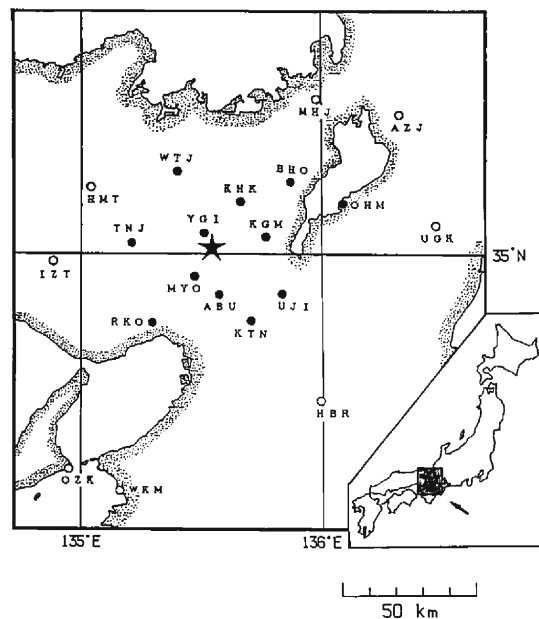 MHJ
AZJ
WTJ
BHO
HMT
KHK
OHM
YGI
KGM
TNJ
UGK
35°N
IZT
MYO
ABU
UJI
RKO
KTN
HBR
OZK
WKM
135°E
136°E
50 km